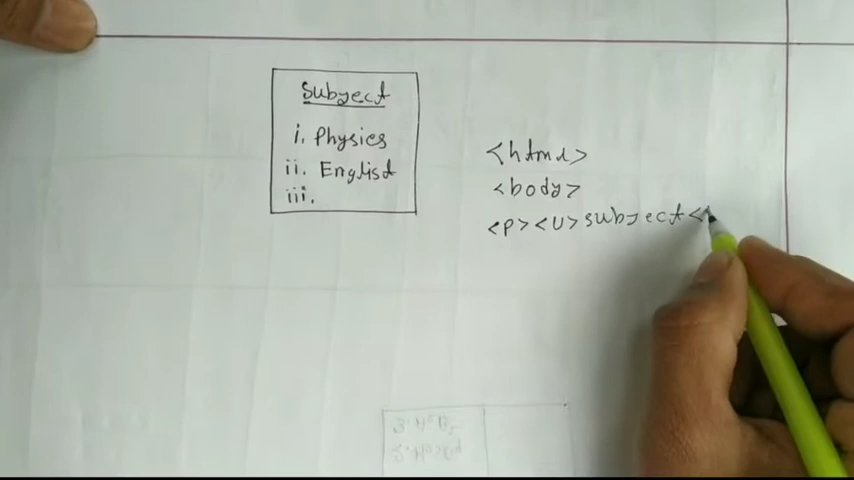 Subject
i. Physics
ii. English
iii.
<html>
<body>
<p><u>subject<